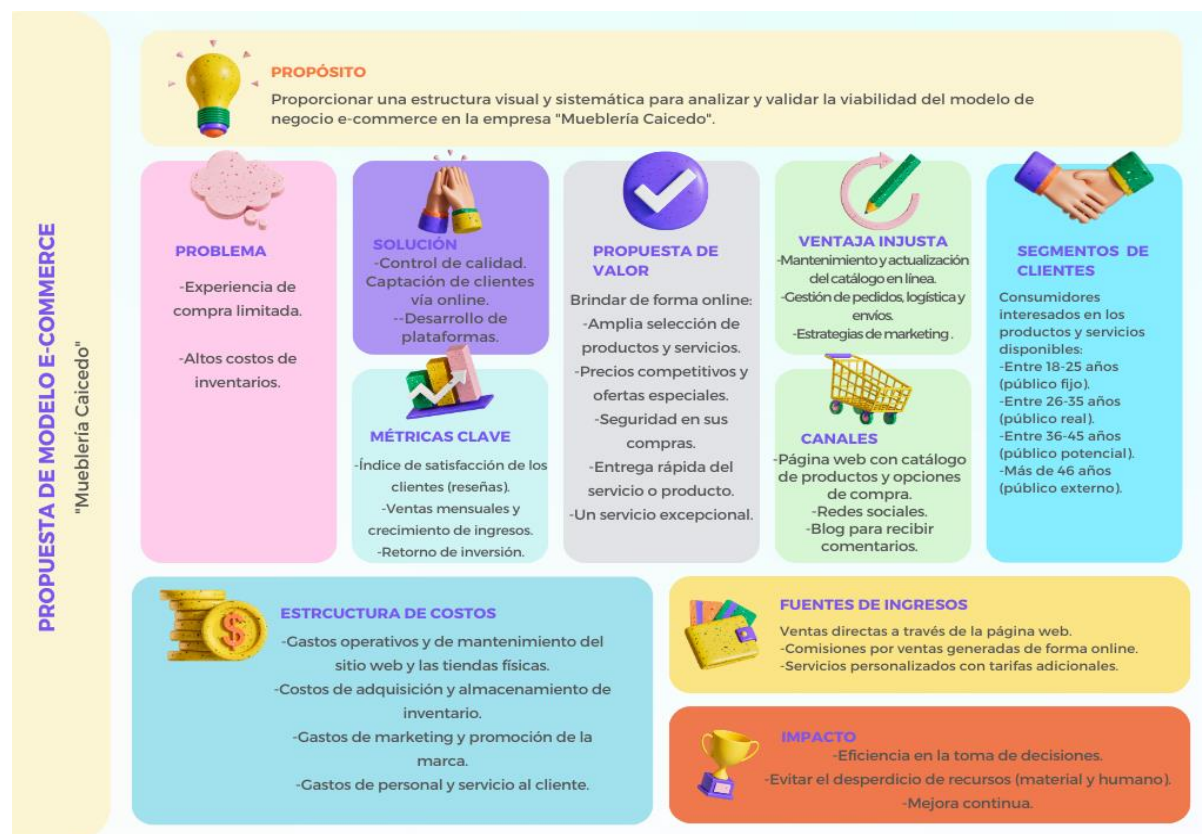 PROPUESTA DE MODELO E-COMMERCE
"Mueblería Caicedo"
PROPÓSITO
Proporcionar una estructura visual y sistemática para analizar y validar la viabilidad del modelo de
negocio e-commerce en la empresa "Mueblería Caicedo".
PROBLEMA
-Experiencia de
compra limitada.
-Altos costos de
inventarios.
SOLUCIÓN
-Control de calidad.
Captación de clientes
vía online.
--Desarrollo de
plataformas.
MÉTRICAS CLAVE
-Índice de satisfacción de los
clientes (reseñas).
-Ventas mensuales y
crecimiento de ingresos.
-Retorno de inversión.
PROPUESTA DE
VALOR
Brindar de forma online:
-Amplia selección de
productos y servicios.
-Precios competitivos y
ofertas especiales.
-Seguridad en sus
compras.
-Entrega rápida del
servicio o producto.
-Un servicio excepcional.
VENTAJA INJUSTA
-Mantenimiento y actualización
del catálogo en línea.
-Gestión de pedidos, logística y
envíos.
-Estrategias de marketing .
CANALES
-Página web con catálogo
de productos y opciones
de compra.
-Redes sociales.
-Blog para recibir
comentarios.
SEGMENTOS DE
CLIENTES
Consumidores
interesados en los
productos y servicios
disponibles:
-Entre 18-25 años
(público fijo).
-Entre 26-35 años
(público real).
-Entre 36-45 años
(público potencial).
-Más de 46 años
(público externo).
ESTRCUCTURA DE COSTOS
-Gastos operativos y de mantenimiento del
sitio web y las tiendas físicas.
-Costos de adquisición y almacenamiento de
inventario.
-Gastos de marketing y promoción de la
marca.
-Gastos de personal y servicio al cliente.
FUENTES DE INGRESOS
Ventas directas a través de la página web.
-Comisiones por ventas generadas de forma online.
-Servicios personalizados con tarifas adicionales.
IMPACTO
-Eficiencia en la toma de decisiones.
-Evitar el desperdicio de recursos (material y humano).
-Mejora continua.